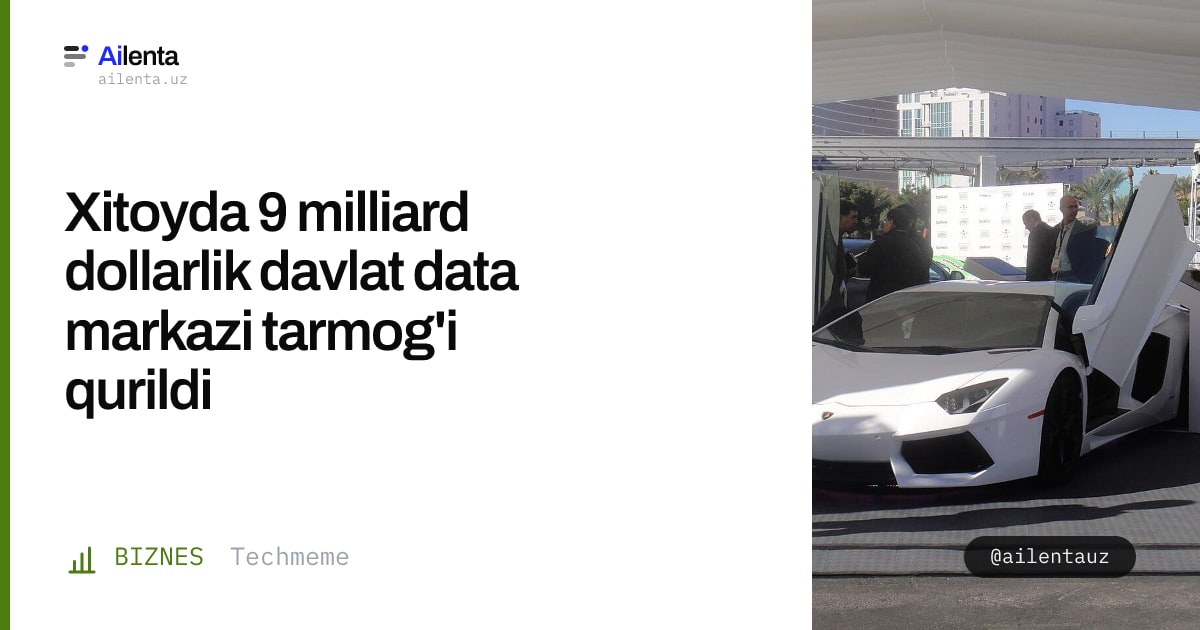 Ailenta
ailenta.uz
Xitoyda 9 milliard
dollarlik davlat data
markazi tarmog'i
qurildi
BIZNES Techmeme
@ailentauz